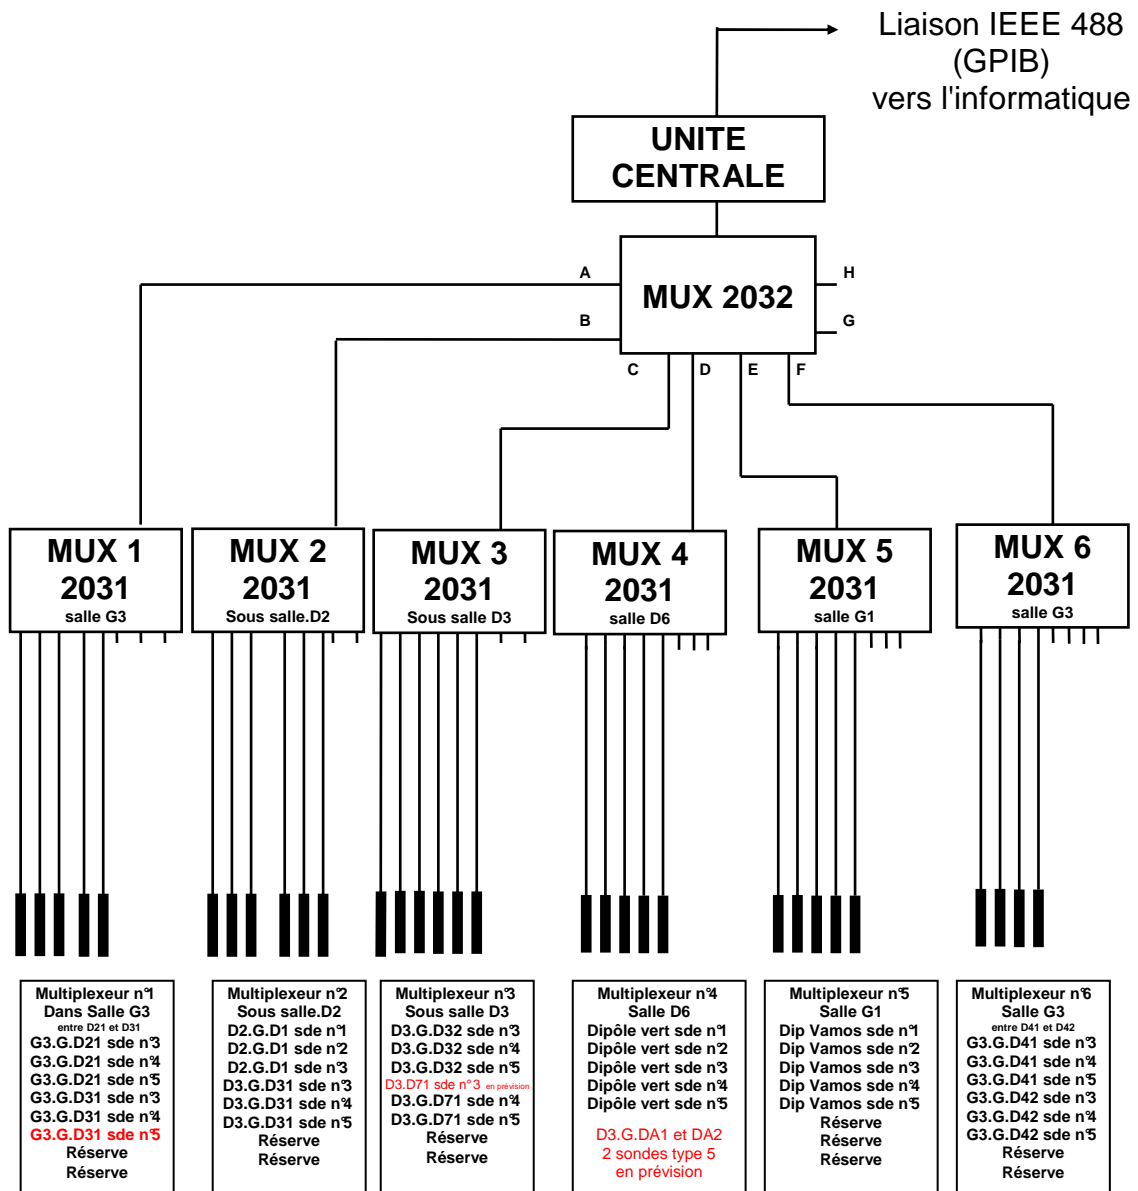 Liaison IEEE 488
(GPIB)
vers l'informatique
UNITE
CENTRALE
MUX 2032
A
B
C
D
E
F
G
H
MUX 1
2031
salle G3
MUX 2
2031
Sous salle.D2
MUX 3
2031
Sous salle D3
MUX 4
2031
salle D6
MUX 5
2031
salle G1
MUX 6
2031
salle G3
Multiplexeur n°1
Dans Salle G3
entre D21 et D31
G3.G.D21 sde n°3
G3.G.D21 sde n°4
G3.G.D21 sde n°5
G3.G.D31 sde n°3
G3.G.D31 sde n°4
G3.G.D31 sde n°5
Réserve
Réserve
Multiplexeur n°2
Sous salle.D2
D2.G.D1 sde n°1
D2.G.D1 sde n°2
D2.G.D1 sde n°3
D3.G.D31 sde n°3
D3.G.D31 sde n°4
D3.G.D31 sde n°5
Réserve
Réserve
Multiplexeur n°3
Sous salle D3
D3.G.D32 sde n°3
D3.G.D32 sde n°4
D3.G.D32 sde n°5
D3.D71 sde n° 3 en prévision
D3.G.D71 sde n°4
D3.G.D71 sde n°5
Réserve
Réserve
Multiplexeur n°4
Salle D6
Dipôle vert sde n°1
Dipôle vert sde n°2
Dipôle vert sde n°3
Dipôle vert sde n°4
Dipôle vert sde n°5
D3.G.DA1 et DA2
2 sondes type 5
en prévision
Multiplexeur n°5
Salle G1
Dip Vamos sde n°1
Dip Vamos sde n°2
Dip Vamos sde n°3
Dip Vamos sde n°4
Dip Vamos sde n°5
Réserve
Réserve
Réserve
Multiplexeur n°6
Salle G3
entre D41 et D42
G3.G.D41 sde n°3
G3.G.D41 sde n°4
G3.G.D41 sde n°5
G3.G.D42 sde n°3
G3.G.D42 sde n°4
G3.G.D42 sde n°5
Réserve
Réserve